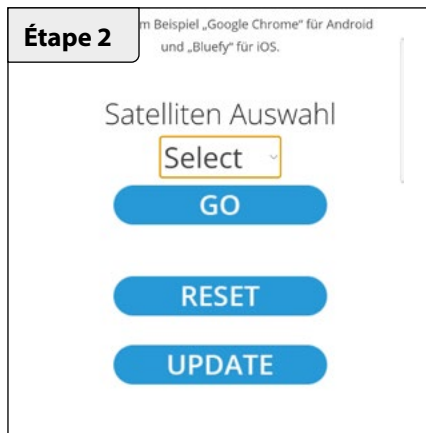 Étape 2
m Beispiel „Google Chrome" für Android
und „Bluefy" für iOS.
Satelliten Auswahl
Select
GO
RESET
UPDATE